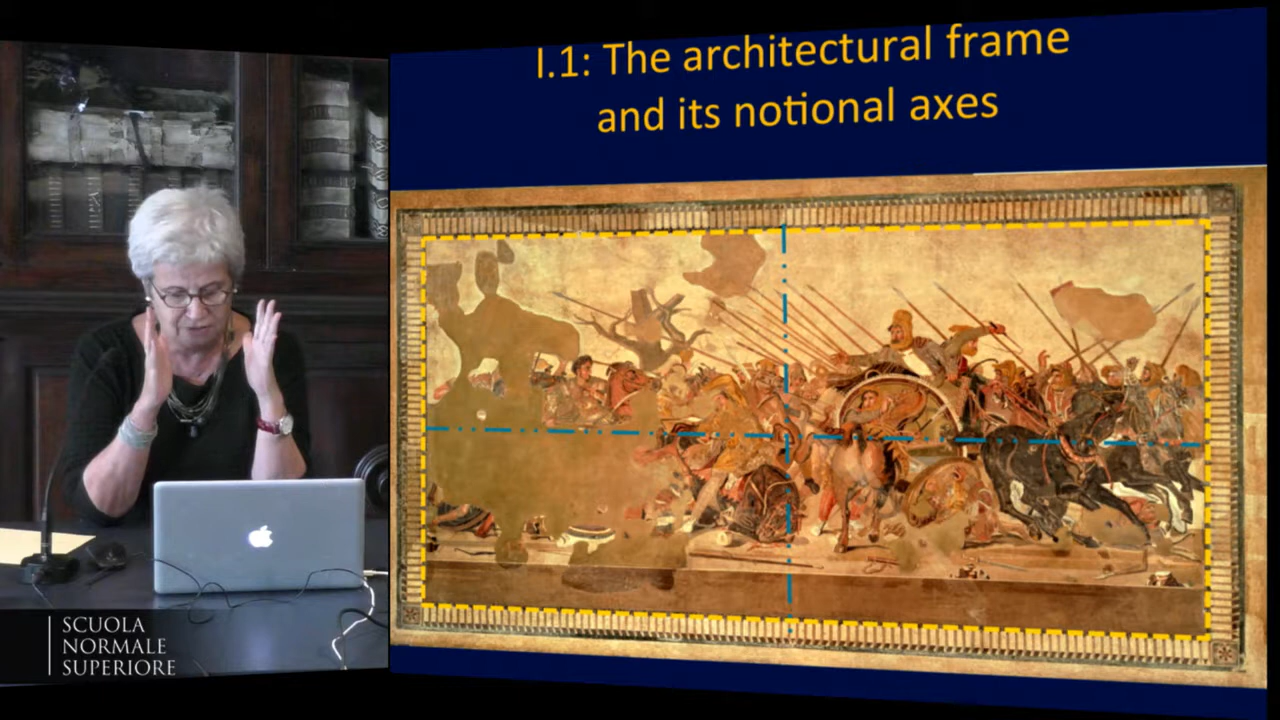 I.1: The architectural frame
and its notional axes
SCUOLA
NORMALE
SUPERIORE